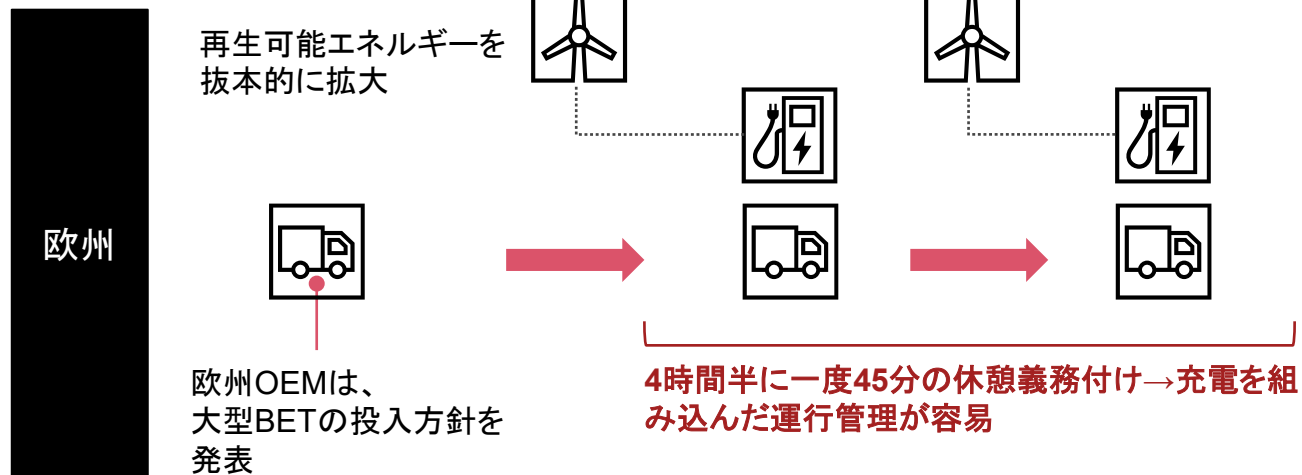 再生可能エネルギーを
抜本的に拡大
欧州
欧州OEMは、
大型BETの投入方針を
発表
4時間半に一度45分の休憩義務付け→充電を組
み込んだ運行管理が容易